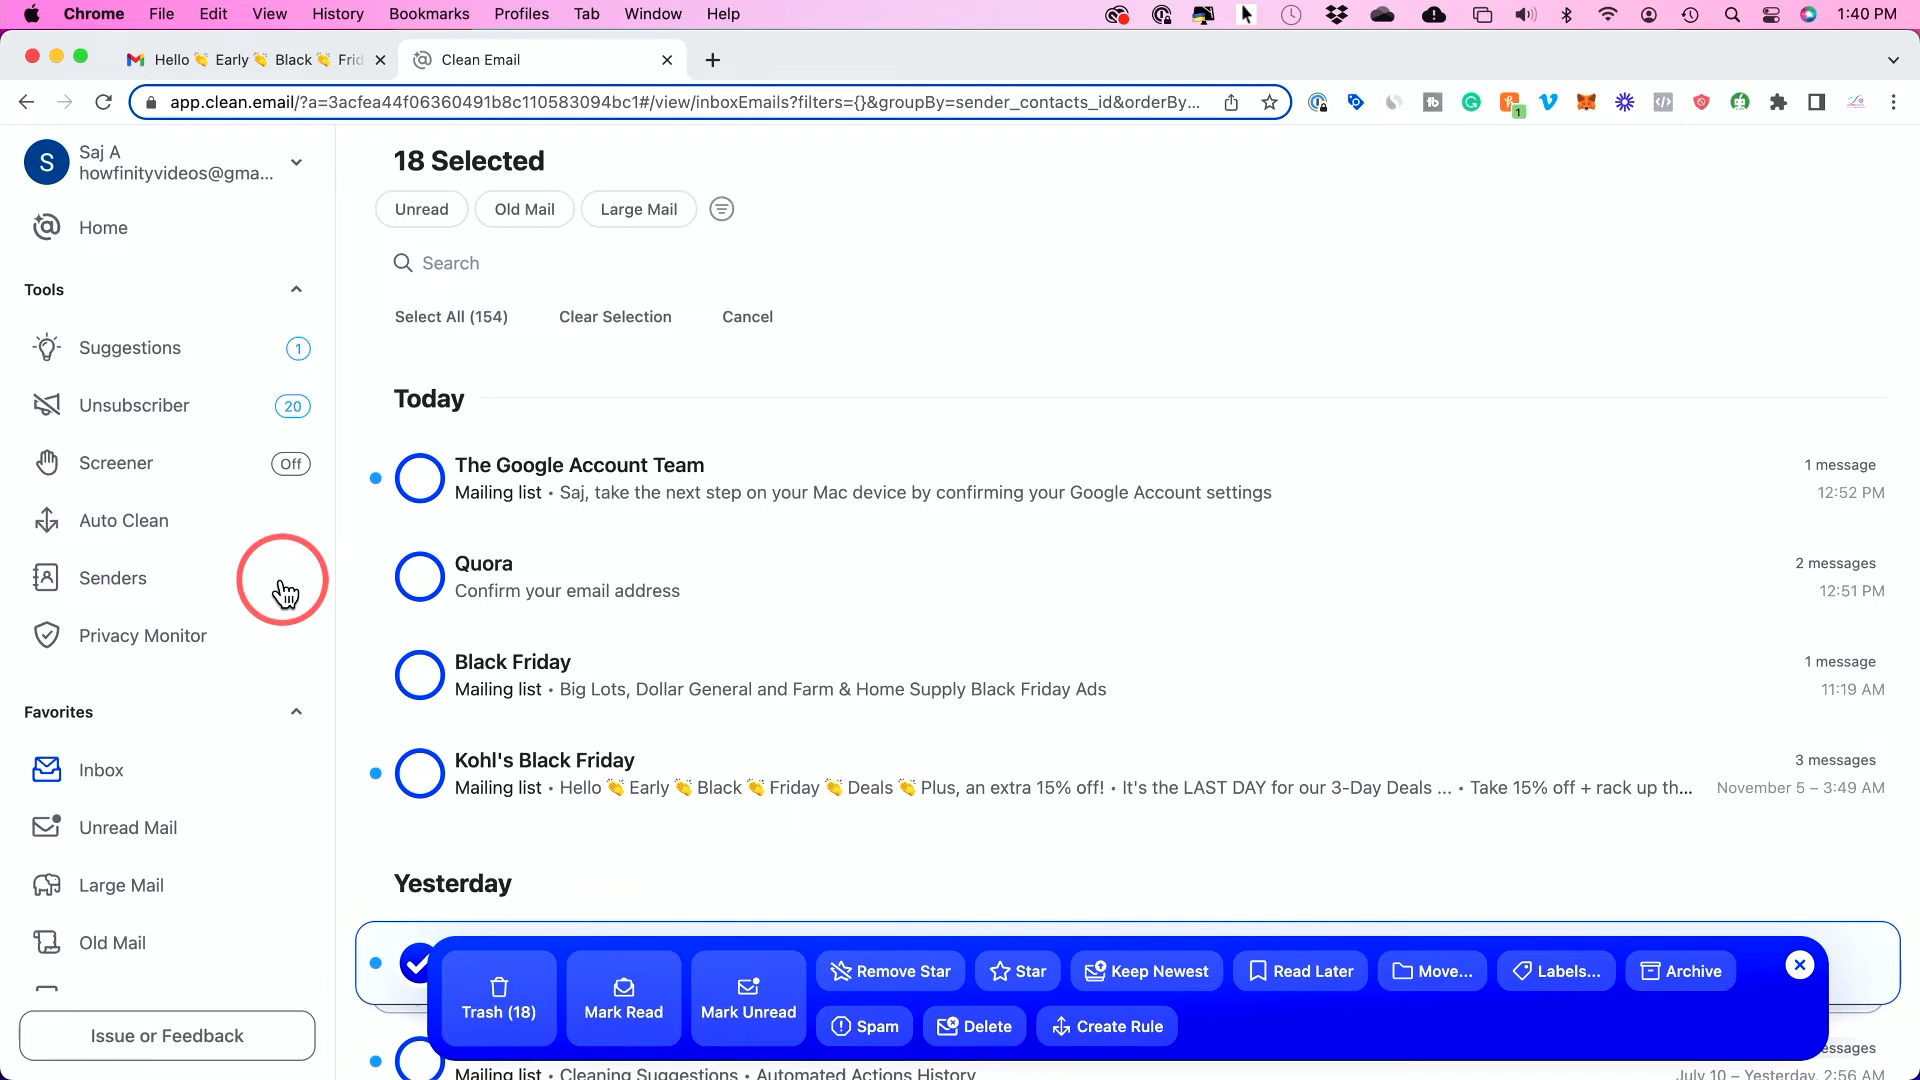 Chrome File Edit View History Bookmarks Profiles Tab Window Help 1:40 PM
Hello 👏 Early 👏 Black 👏 Frid
Clean Email
app.clean.email/?a=3acfea44f06360491b8c110583094bc1#/view/inboxEmails?filters={}&groupBy=sender_contacts_id&orderBy...
1
S
Saj A
howfinityvideos@gma...
Home
Tools
Suggestions 1
Unsubscriber 20
Screener Off
Auto Clean
Senders
Privacy Monitor
Favorites
Inbox
Unread Mail
Large Mail
Old Mail
Issue or Feedback
18 Selected
Unread Old Mail Large Mail
Search
Select All (154) Clear Selection Cancel
Today
The Google Account Team 1 message
Mailing list • Saj, take the next step on your Mac device by confirming your Google Account settings 12:52 PM
Quora 2 messages
Confirm your email address 12:51 PM
Black Friday 1 message
Mailing list • Big Lots, Dollar General and Farm & Home Supply Black Friday Ads 11:19 AM
Kohl's Black Friday 3 messages
Mailing list • Hello 👏 Early 👏 Black 👏 Friday 👏 Deals 👏 Plus, an extra 15% off! • It's the LAST DAY for our 3-Day Deals ... • Take 15% off + rack up th... November 5 – 3:49 AM
Yesterday
Trash (18) Mark Read Mark Unread
Remove Star Star Keep Newest Read Later Move... Labels... Archive
Spam Delete Create Rule
essages
Mailing list • Cleaning Suggestions • Automated Actions History July 10 – Yesterday, 2:56 AM